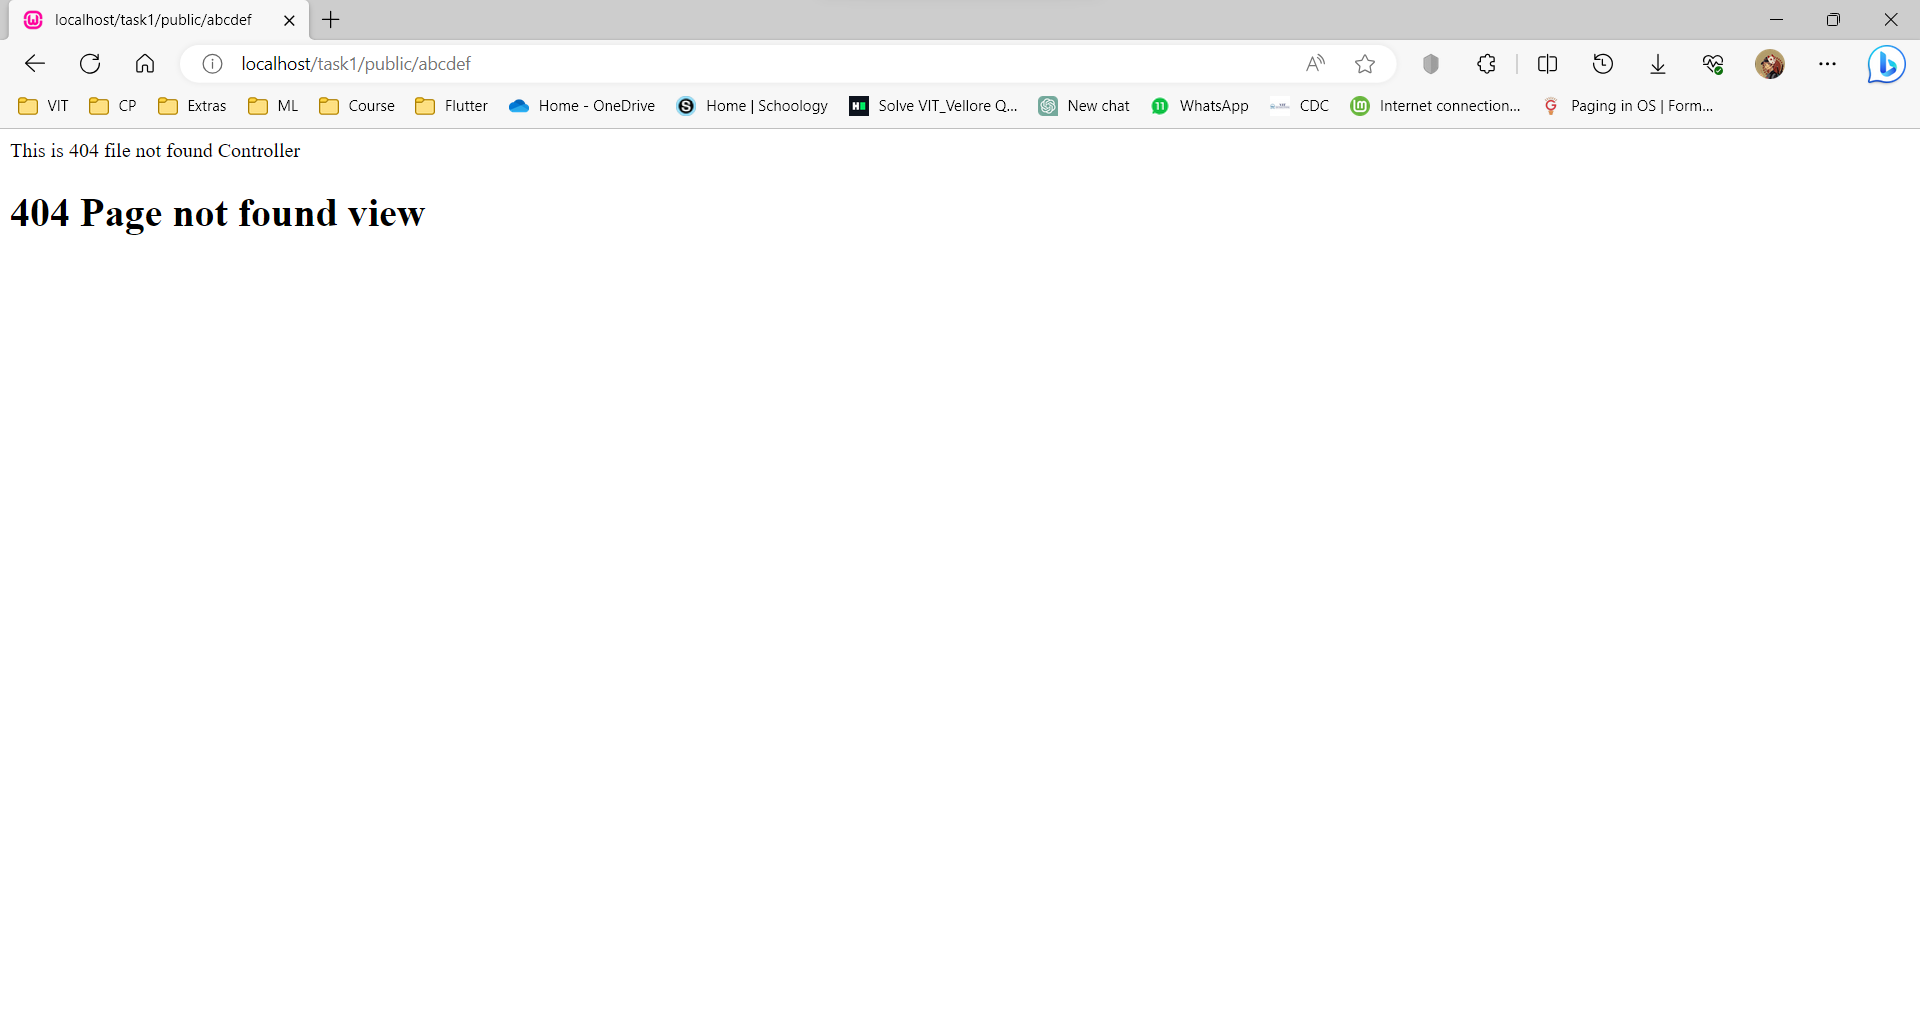 localhost/task1/public/abcdef
localhost/task1/public/abcdef
VIT CP Extras ML Course Flutter Home - OneDrive S Home | Schoology H Solve VIT_Vellore Q... New chat 11 WhatsApp CDC Internet connection... Paging in OS | Form...
This is 404 file not found Controller
404 Page not found view